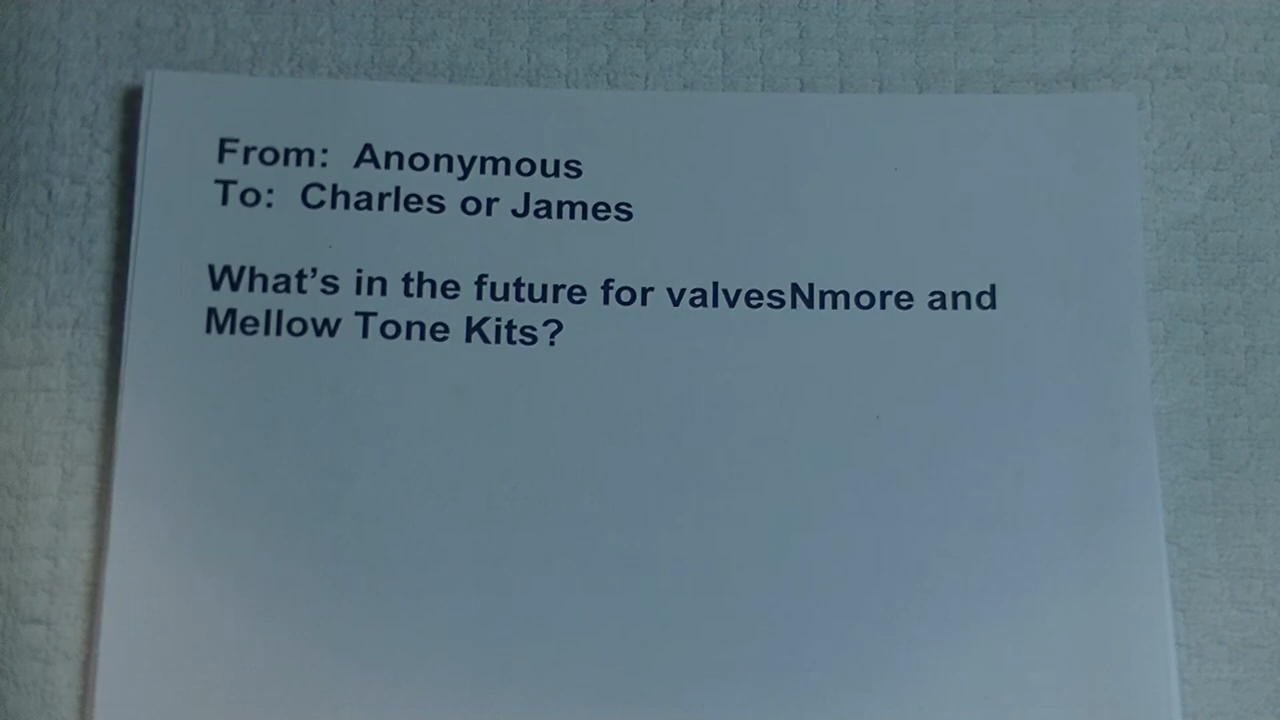 From:  Anonymous
To:  Charles or James
What’s in the future for valvesNmore and
Mellow Tone Kits?